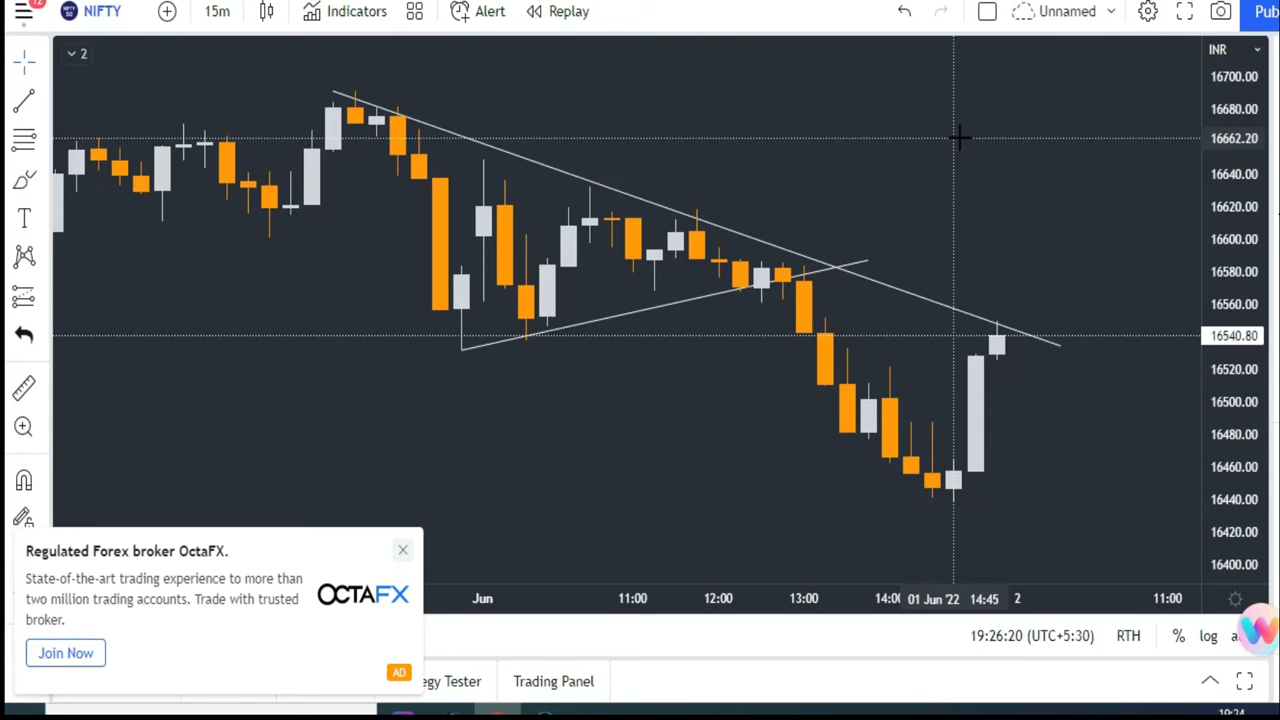 12
NIFTY 50
NIFTY
15m
Indicators
Alert
Replay
Unnamed
Pub
2
INR
16700.00
16680.00
16662.20
16640.00
16620.00
16600.00
16580.00
16560.00
16540.80
16520.00
16500.00
16480.00
16460.00
16440.00
16420.00
16400.00
T
Regulated Forex broker OctaFX.
State-of-the-art trading experience to more than
two million trading accounts. Trade with trusted
broker.
OCTAFX
Join Now
AD
Jun
11:00
12:00
13:00
14:00
01 Jun '22 14:45
2
11:00
19:26:20 (UTC+5:30)
RTH
%
log
egy Tester
Trading Panel